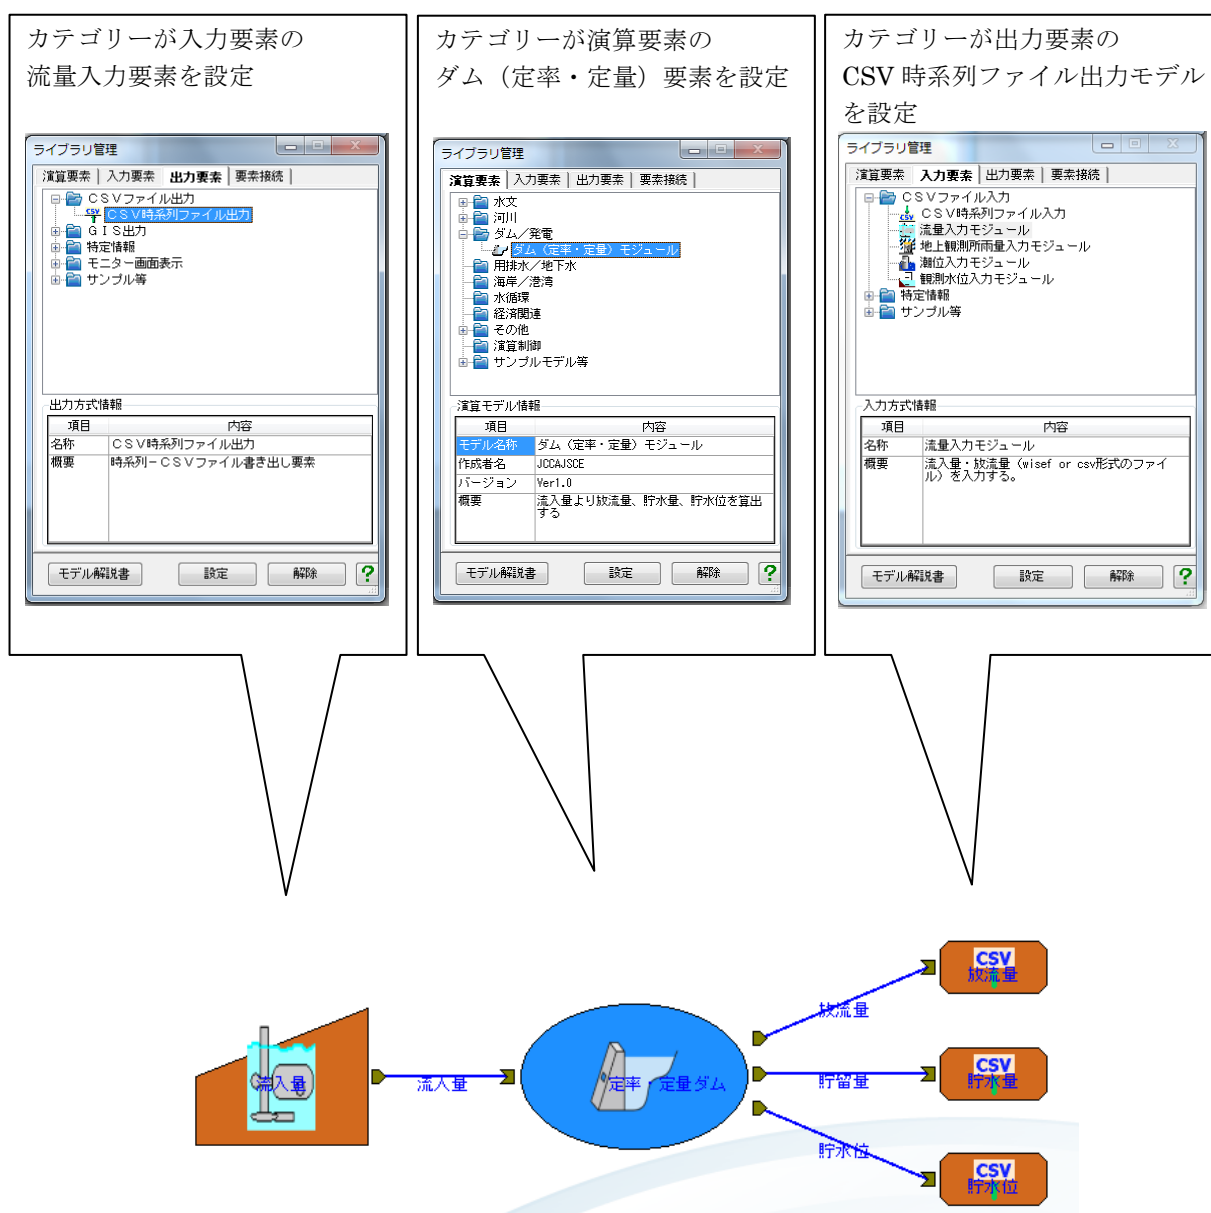 カテゴリーが入力要素の
流量入力要素を設定
ライブラリ管理
演算要素 入力要素 出力要素 要素接続
ＣＳＶファイル出力
ＣＳＶ時系列ファイル出力
ＧＩＳ出力
特定情報
モニター画面表示
サンプル等
出力方式情報
項目 内容
名称 ＣＳＶ時系列ファイル出力
概要 時系列－ＣＳＶファイル書き出し要素
モデル解説書 設定 解除 ?
カテゴリーが演算要素の
ダム（定率・定量）要素を設定
ライブラリ管理
演算要素 入力要素 出力要素 要素接続
水文
河川
ダム／発電
ダム（定率・定量）モジュール
用排水／地下水
海岸／港湾
水循環
経済関連
その他
演算制御
サンプルモデル等
演算モデル情報
項目 内容
モデル名称 ダム（定率・定量）モジュール
作成者名 JCCAJSCE
バージョン Ver1.0
概要 流入量より放流量、貯水量、貯水位を算出
する
モデル解説書 設定 解除 ?
カテゴリーが出力要素の
CSV 時系列ファイル出力モデル
を設定
ライブラリ管理
演算要素 入力要素 出力要素 要素接続
ＣＳＶファイル入力
ＣＳＶ時系列ファイル入力
流量入力モジュール
地上観測所雨量入力モジュール
潮位入力モジュール
観測水位入力モジュール
特定情報
サンプル等
入力方式情報
項目 内容
名称 流量入力モジュール
概要 流入量・放流量（wisef or csv形式のファイ
ル）を入力する。
モデル解説書 設定 解除 ?
流入量
流入量
定率・定量ダム
放流量
CSV
放流量
貯留量
CSV
貯水量
貯水位
CSV
貯水位